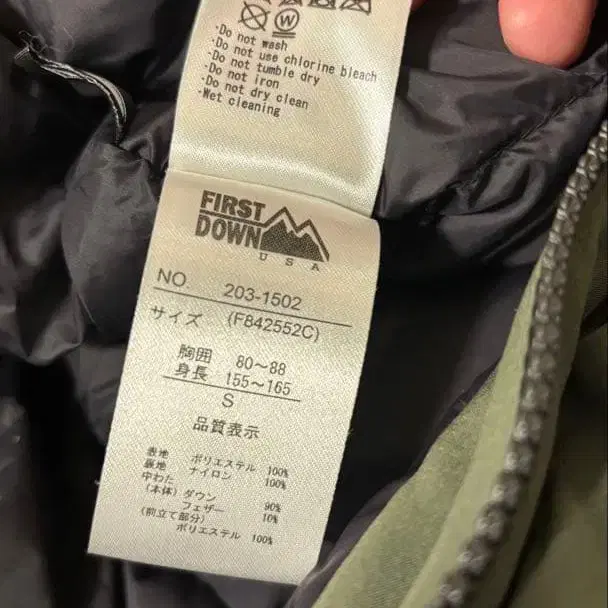 Ⓦ
·Do not wash
·Do not use chlorine bleach
·Do not tumble dry
·Do not iron
·Do not dry clean
·Wet cleaning
FIRST
DOWN
USA
NO. 203-1502
サイズ (F842552C)
胸囲 80～88
身長 155～165
S
品質表示
表地 ポリエステル 100%
裏地 ナイロン 100%
中わた
(本体) ダウン 90%
フェザー 10%
(前立て部分)
ポリエステル 100%